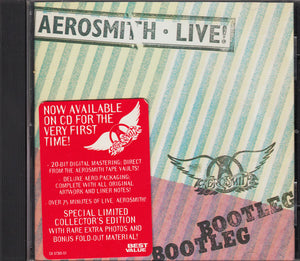 AEROSMITH · LIVE!
NOW AVAILABLE
ON CD FOR THE
VERY FIRST
TIME!
· 20-BIT DIGITAL MASTERING: DIRECT
FROM THE AEROSMITH TAPE VAULTS!
· DELUXE AERO PACKAGING,
COMPLETE WITH ALL ORIGINAL
ARTWORK AND LINER NOTES!
· OVER 75 MINUTES OF LIVE, AEROSMITH!
SPECIAL LIMITED
COLLECTOR'S EDITION
WITH RARE EXTRA PHOTOS AND
BONUS FOLD-OUT MATERIAL!
BEST
VALUE
AEROSMITH
BOOTLEG
BOOTLEG